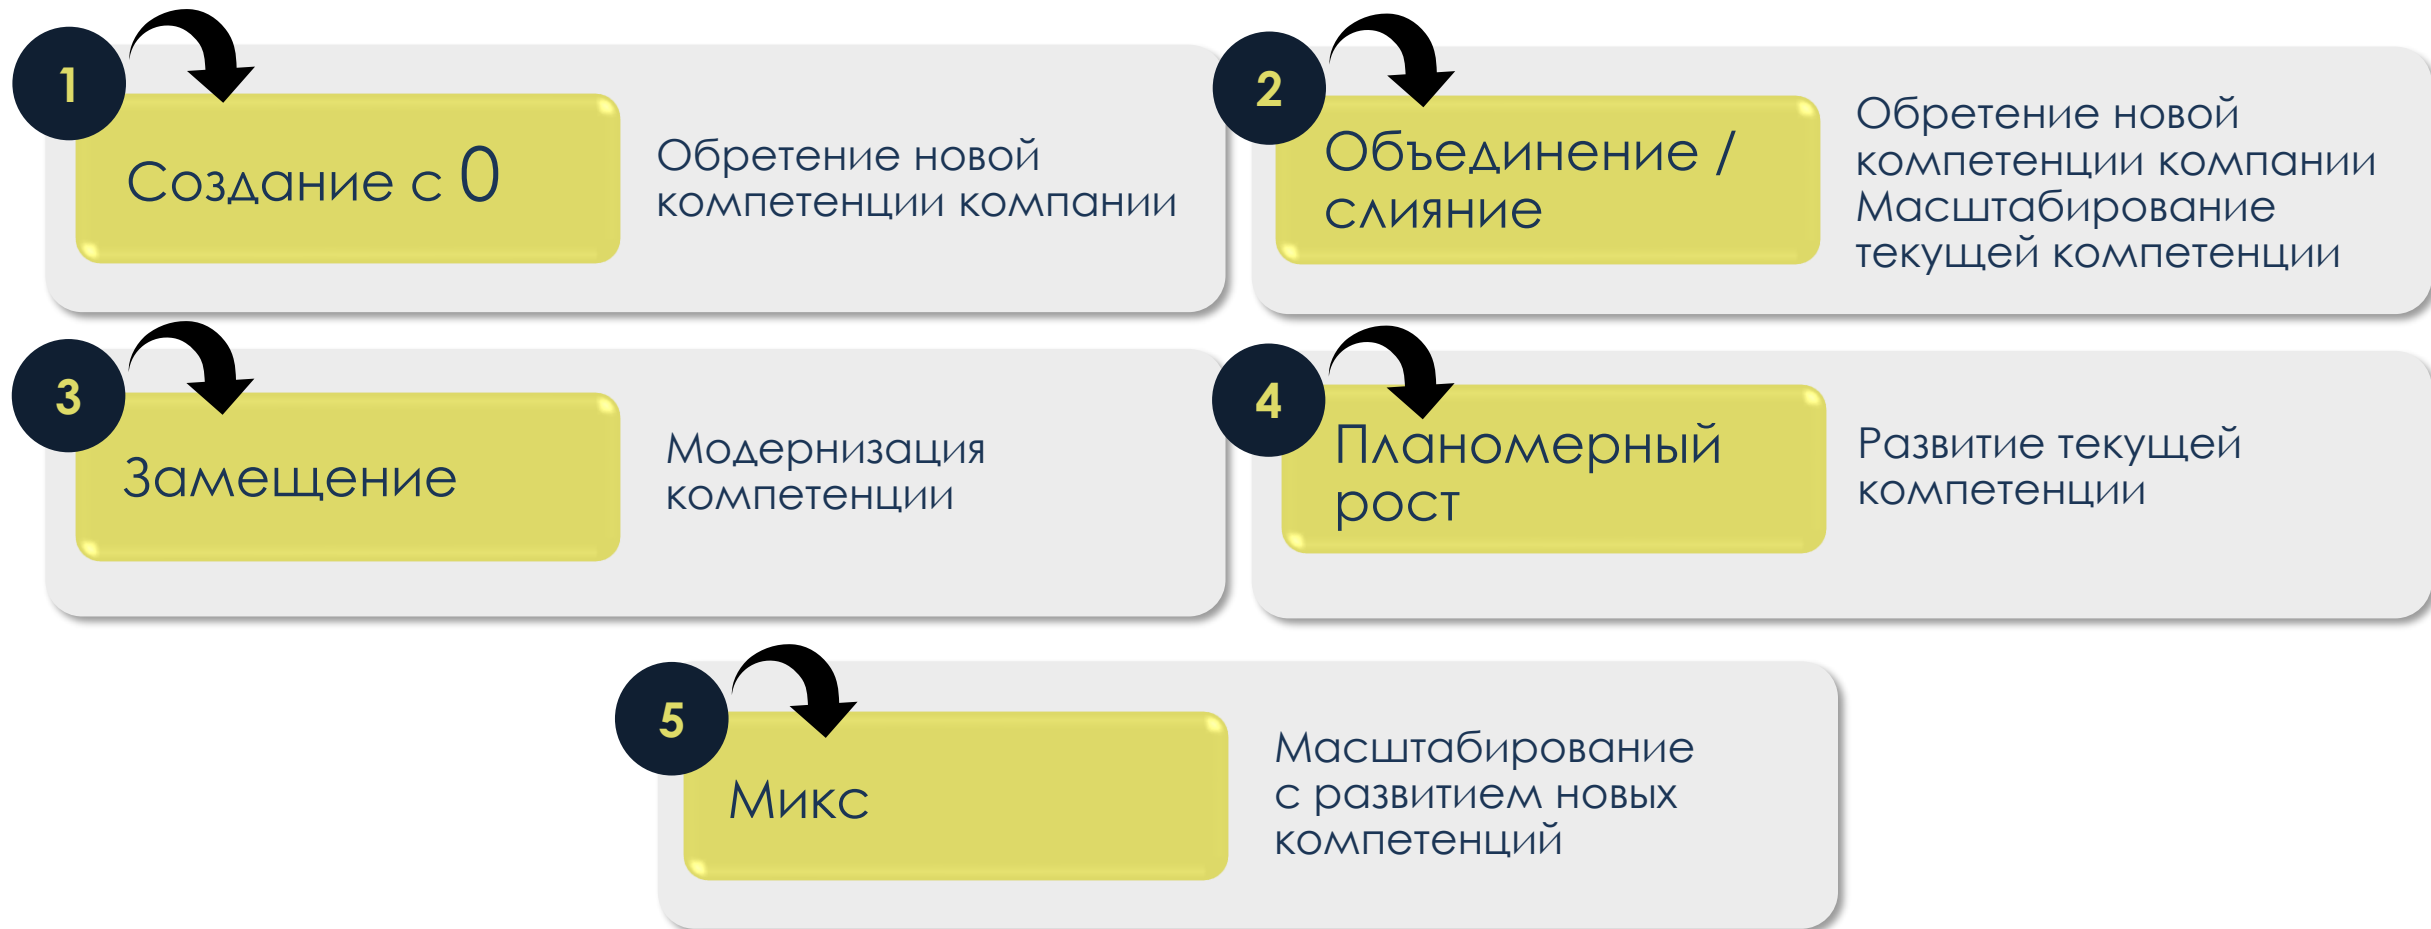 1
Создание с 0
Обретение новой
компетенции компании
2
Объединение /
слияние
Обретение новой
компетенции компании
Масштабирование
текущей компетенции
3
Замещение
Модернизация
компетенции
4
Планомерный
рост
Развитие текущей
компетенции
5
Микс
Масштабирование
с развитием новых
компетенций